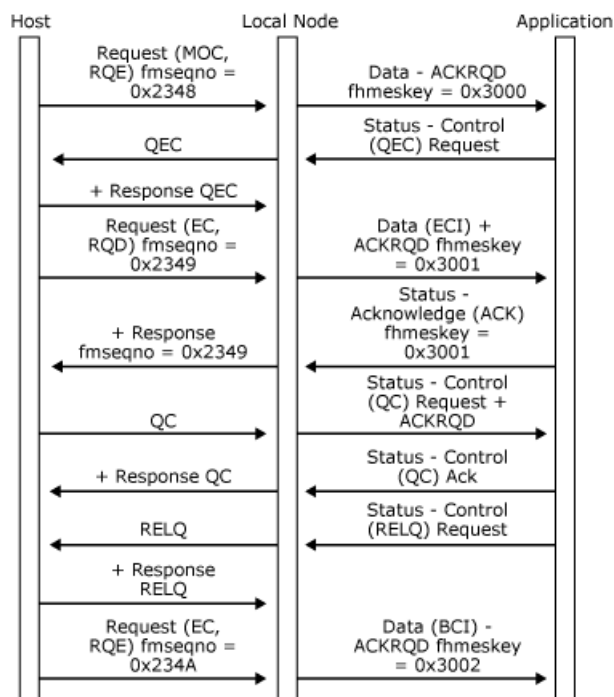 Host
Local Node
Application
Request (MOC,
RQE) fmseqno =
0x2348
Data - ACKRQD
fhmeskey = 0x3000
QEC
Status - Control
(QEC) Request
+ Response QEC
Request (EC,
RQD) fmseqno =
0x2349
Data (ECI) +
ACKRQD fhmeskey
= 0x3001
+ Response
fmseqno = 0x2349
Status -
Acknowledge (ACK)
fhmeskey =
0x3001
QC
Status - Control
(QC) Request +
ACKRQD
+ Response QC
Status - Control
(QC) Ack
RELQ
Status - Control
(RELQ) Request
+ Response
RELQ
Request (EC,
RQE) fmseqno =
0x234A
Data (BCI) -
ACKRQD fhmeskey
= 0x3002